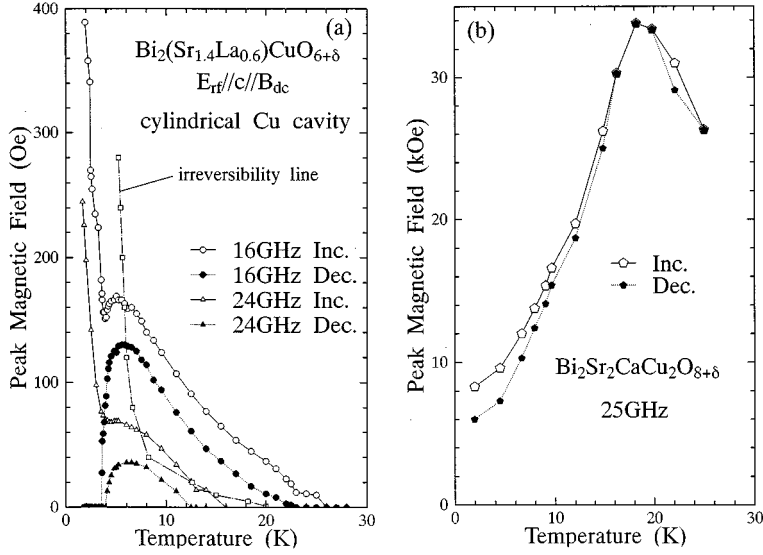 (a)
Bi2(Sr1.4La0.6)CuO6+δ
Erf//c//Bdc
cylindrical Cu cavity
irreversibility line
16GHz Inc.
16GHz Dec.
24GHz Inc.
24GHz Dec.
Peak Magnetic Field (Oe)
400
300
200
100
0
0
10
20
30
Temperature (K)
(b)
Inc.
Dec.
Bi2Sr2CaCu2O8+δ
25GHz
Peak Magnetic Field (kOe)
30
20
10
0
0
10
20
30
Temperature (K)